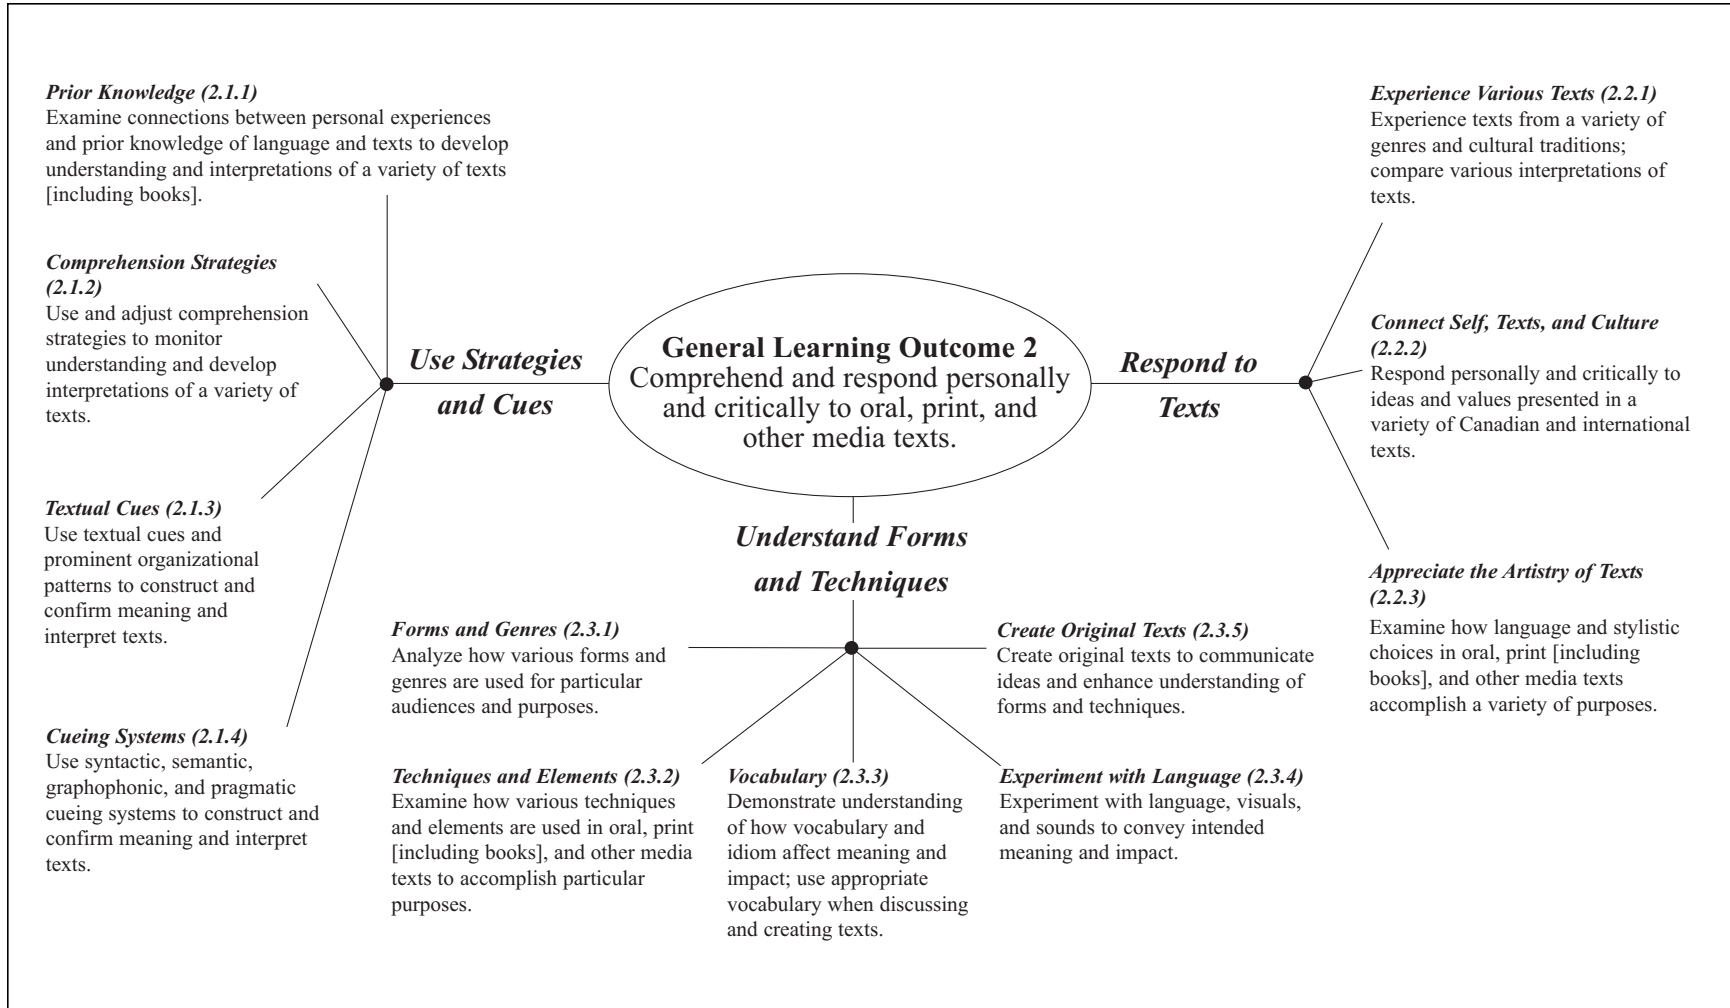 Prior Knowledge (2.1.1)
Examine connections between personal experiences
and prior knowledge of language and texts to develop
understanding and interpretations of a variety of texts
[including books].
Comprehension Strategies
(2.1.2)
Use and adjust comprehension
strategies to monitor
understanding and develop
interpretations of a variety of
texts.
Textual Cues (2.1.3)
Use textual cues and
prominent organizational
patterns to construct and
confirm meaning and
interpret texts.
Cueing Systems (2.1.4)
Use syntactic, semantic,
graphophonic, and pragmatic
cueing systems to construct and
confirm meaning and interpret
texts.
Use Strategies
and Cues
General Learning Outcome 2
Comprehend and respond personally
and critically to oral, print, and
other media texts.
Respond to
Texts
Experience Various Texts (2.2.1)
Experience texts from a variety of
genres and cultural traditions;
compare various interpretations of
texts.
Connect Self, Texts, and Culture
(2.2.2)
Respond personally and critically to
ideas and values presented in a
variety of Canadian and international
texts.
Appreciate the Artistry of Texts
(2.2.3)
Examine how language and stylistic
choices in oral, print [including
books], and other media texts
accomplish a variety of purposes.
Understand Forms
and Techniques
Forms and Genres (2.3.1)
Analyze how various forms and
genres are used for particular
audiences and purposes.
Techniques and Elements (2.3.2)
Examine how various techniques
and elements are used in oral, print
[including books], and other media
texts to accomplish particular
purposes.
Vocabulary (2.3.3)
Demonstrate understanding
of how vocabulary and
idiom affect meaning and
impact; use appropriate
vocabulary when discussing
and creating texts.
Experiment with Language (2.3.4)
Experiment with language, visuals,
and sounds to convey intended
meaning and impact.
Create Original Texts (2.3.5)
Create original texts to communicate
ideas and enhance understanding of
forms and techniques.